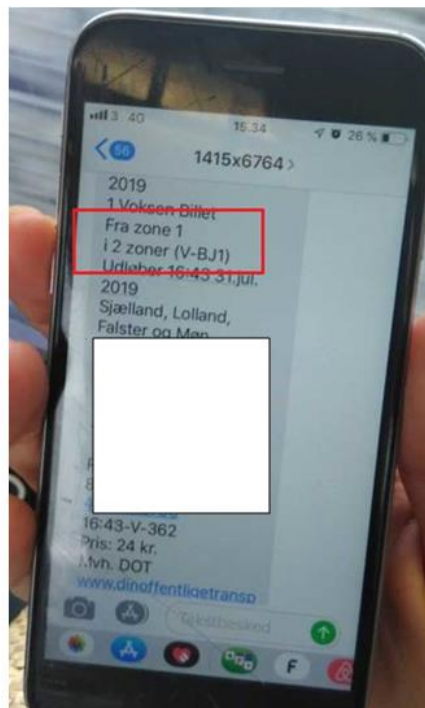 3 4G 15.34 26 %
56
1415x6764 >
2019
1 Voksen Billet
Fra zone 1
i 2 zoner (V-BJ1)
Udløber 16:43 31.jul.
2019
Sjælland, Lolland,
Falster og Møn
16:43-V-362
Pris: 24 kr.
Mvh. DOT
www.dinoffentligetransp
Tekstbesked
F